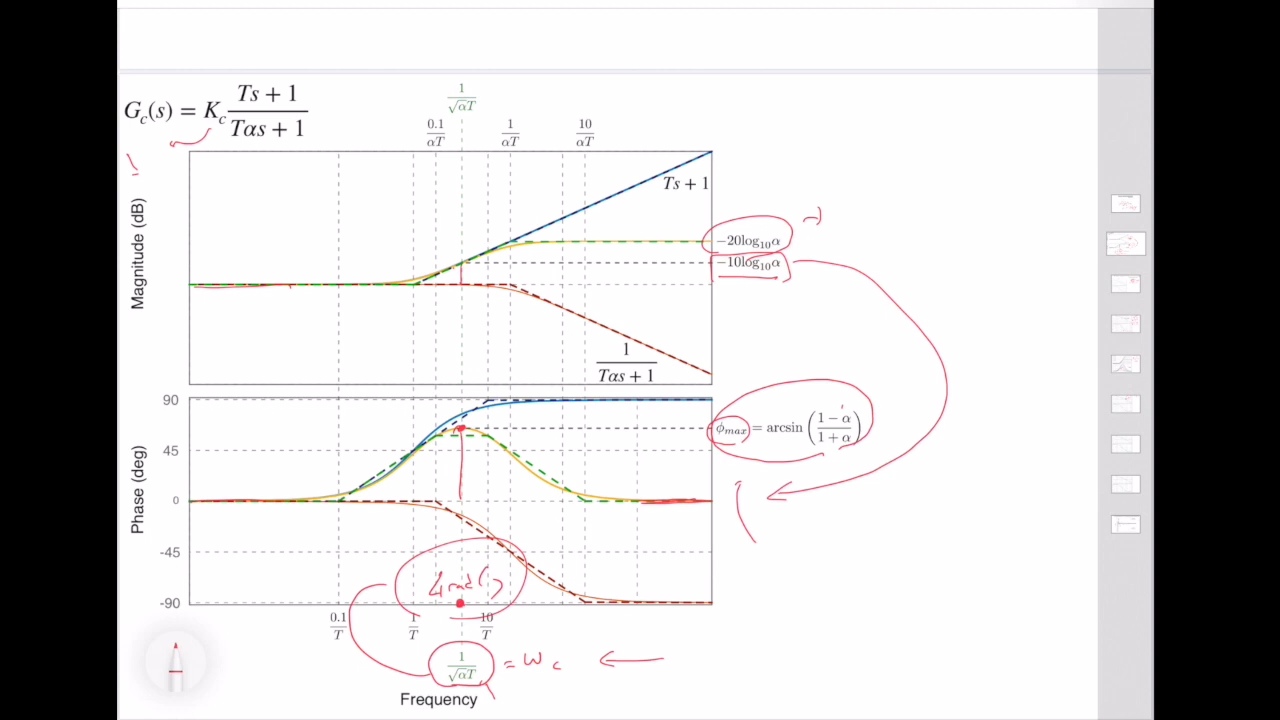 G_c(s) = K_c (Ts + 1)/(Tαs + 1)
1/(√αT)
0.1/(αT) 1/(αT) 10/(αT)
Magnitude (dB)
Ts + 1
−20log₁₀α
−10log₁₀α
1/(Tαs + 1)
Phase (deg)
90
45
0
-45
-90
ϕ_max = arcsin((1 − α)/(1 + α))
0.1/T 1/T 10/T
1/(√αT) = ω_c
Frequency